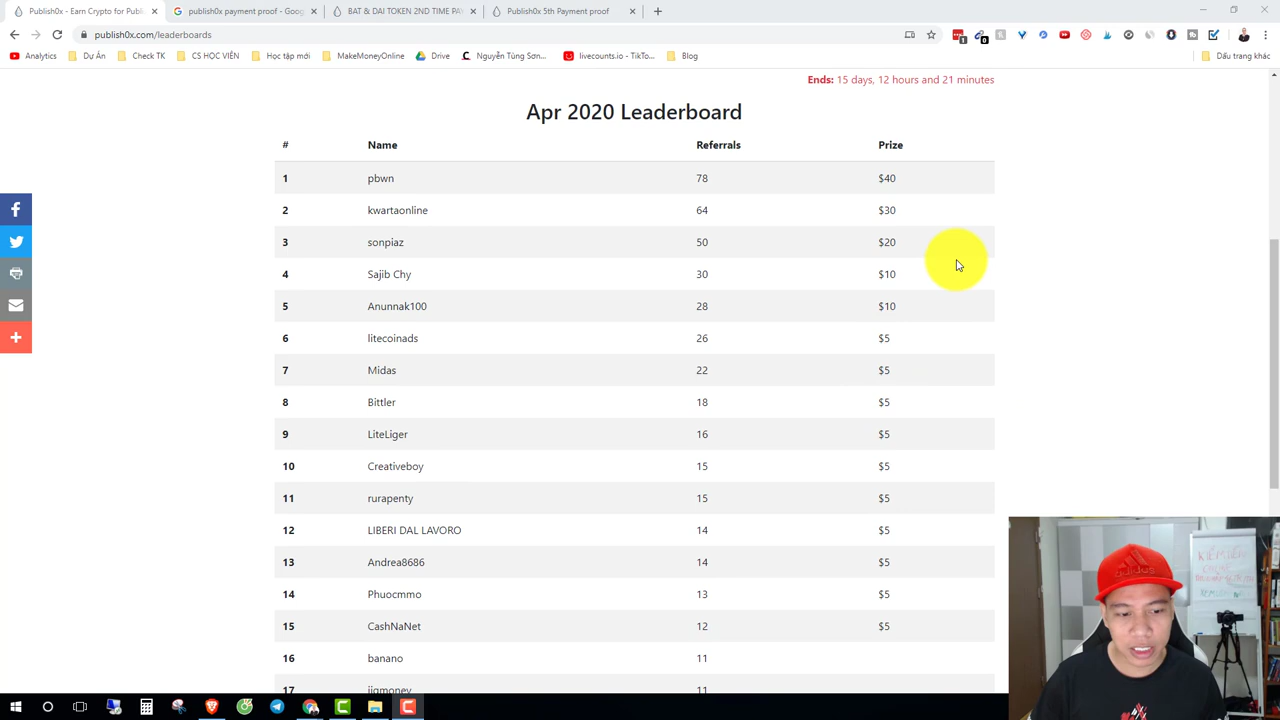 Publish0x - Earn Crypto for Publi
publish0x payment proof - Goog
BAT & DAI TOKEN 2ND TIME PAY
Publish0x 5th Payment proof
publish0x.com/leaderboards
Analytics
Dự Án
Check TK
CS HỌC VIÊN
Học tập mới
MakeMoneyOnline
Drive
Nguyễn Tùng Sơn...
livecounts.io - TikTo...
Blog
Dấu trang khác
Ends: 15 days, 12 hours and 21 minutes
Apr 2020 Leaderboard
# Name Referrals Prize
1 pbwn 78 $40
2 kwartaonline 64 $30
3 sonpiaz 50 $20
4 Sajib Chy 30 $10
5 Anunnak100 28 $10
6 litecoinads 26 $5
7 Midas 22 $5
8 Bittler 18 $5
9 LiteLiger 16 $5
10 Creativeboy 15 $5
11 rurapenty 15 $5
12 LIBERI DAL LAVORO 14 $5
13 Andrea8686 14 $5
14 Phuocmmo 13 $5
15 CashNaNet 12 $5
16 banano 11
17 jiqmoney 11
adidas
KIẾM TIỀN